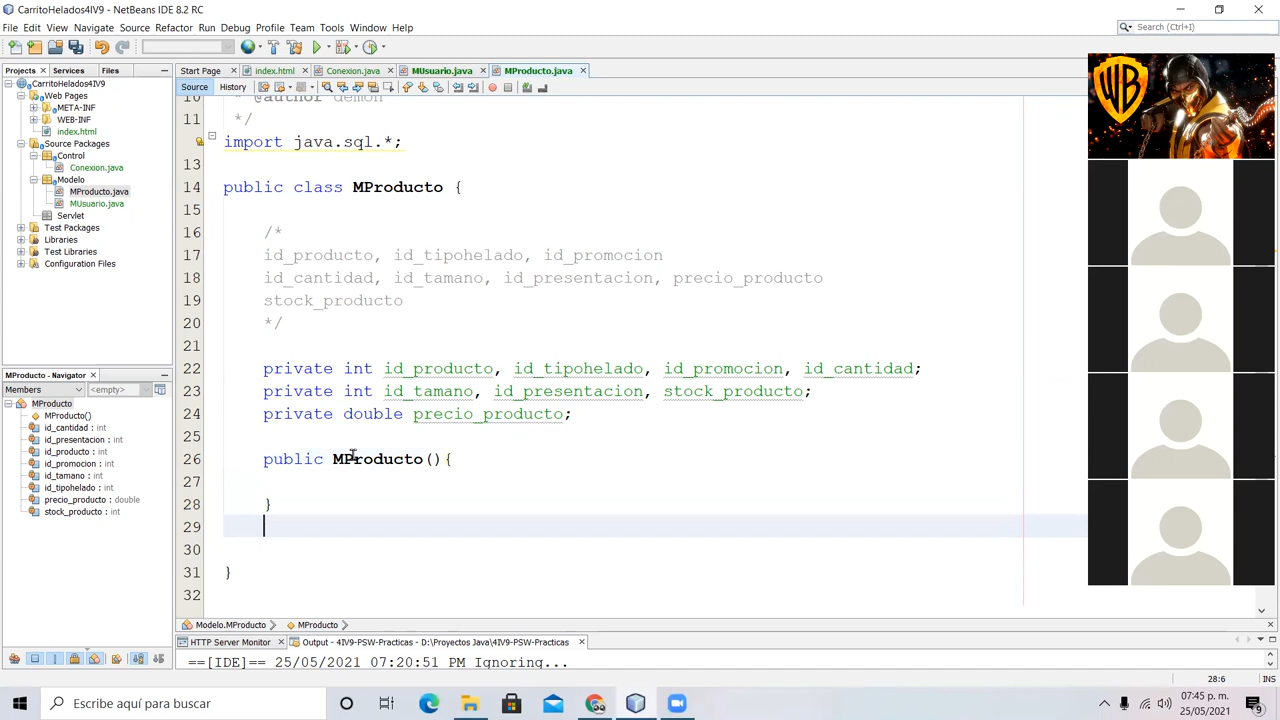 CarritoHelados4IV9 - NetBeans IDE 8.2 RC
File Edit View Navigate Source Refactor Run Debug Profile Team Tools Window Help
Search (Ctrl+I)
Projects Services Files
Start Page index.html Conexion.java MUsuario.java MProducto.java
Source History
CarritoHelados4IV9
Web Pages
META-INF
WEB-INF
index.html
Source Packages
Control
Conexion.java
Modelo
MProducto.java
MUsuario.java
Servlet
Test Packages
Libraries
Test Libraries
Configuration Files
MProducto - Navigator
Members <empty>
MProducto
MProducto()
id_cantidad : int
id_presentacion : int
id_producto : int
id_promocion : int
id_tamano : int
id_tipohelado : int
precio_producto : double
stock_producto : int
10 * @author demon
11 */
import java.sql.*;
13
14 public class MProducto {
15
16 /*
17 id_producto, id_tipohelado, id_promocion
18 id_cantidad, id_tamano, id_presentacion, precio_producto
19 stock_producto
20 */
21
22 private int id_producto, id_tipohelado, id_promocion, id_cantidad;
23 private int id_tamano, id_presentacion, stock_producto;
24 private double precio_producto;
25
26 public MProducto(){
27
28 }
29
30
31 }
32
WB
Modelo.MProducto MProducto
HTTP Server Monitor Output - 4IV9-PSW-Practicas - D:\Proyectos Java\4IV9-PSW-Practicas
==[IDE]== 25/05/2021 07:20:51 PM Ignoring...
28:6 INS
Escribe aquí para buscar
07:45 p. m.
25/05/2021
9